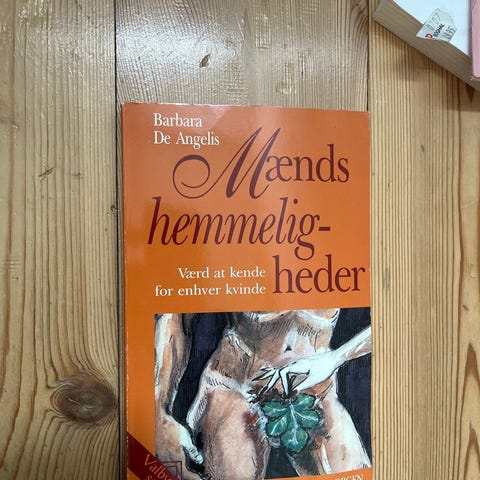 Barbara
De Angelis
Mænds
hemmelig-
heder
Værd at kende
for enhver kvinde